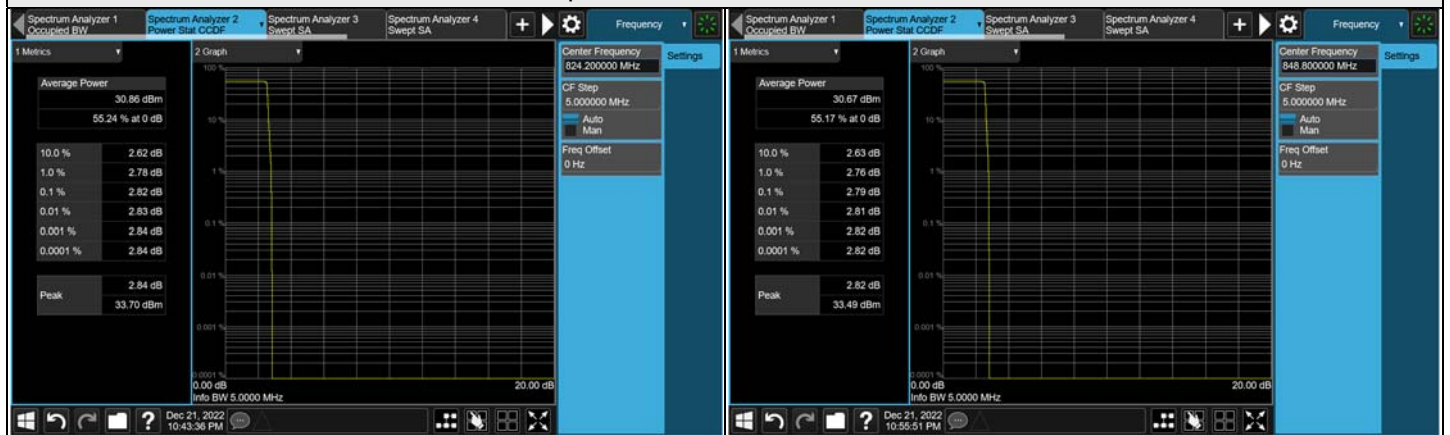 Spectrum Analyzer 1
Occupied BW
Spectrum Analyzer 2
Power Stat CCDF
Spectrum Analyzer 3
Swept SA
Spectrum Analyzer 4
Swept SA
Frequency
1 Metrics
2 Graph
Center Frequency
824.200000 MHz
Settings
CF Step
5.000000 MHz
Auto
Man
Freq Offset
0 Hz
Average Power
30.86 dBm
55.24 % at 0 dB
10.0 % 2.62 dB
1.0 % 2.78 dB
0.1 % 2.82 dB
0.01 % 2.83 dB
0.001 % 2.84 dB
0.0001 % 2.84 dB
Peak
2.84 dB
33.70 dBm
100 %
10 %
1 %
0.1 %
0.01 %
0.001 %
0.0001 %
0.00 dB
20.00 dB
Info BW 5.0000 MHz
Dec 21, 2022
10:43:36 PM
Spectrum Analyzer 1
Occupied BW
Spectrum Analyzer 2
Power Stat CCDF
Spectrum Analyzer 3
Swept SA
Spectrum Analyzer 4
Swept SA
Frequency
1 Metrics
2 Graph
Center Frequency
848.800000 MHz
Settings
CF Step
5.000000 MHz
Auto
Man
Freq Offset
0 Hz
Average Power
30.67 dBm
55.17 % at 0 dB
10.0 % 2.63 dB
1.0 % 2.76 dB
0.1 % 2.79 dB
0.01 % 2.81 dB
0.001 % 2.82 dB
0.0001 % 2.82 dB
Peak
2.82 dB
33.49 dBm
100 %
10 %
1 %
0.1 %
0.01 %
0.001 %
0.0001 %
0.00 dB
20.00 dB
Info BW 5.0000 MHz
Dec 21, 2022
10:55:51 PM